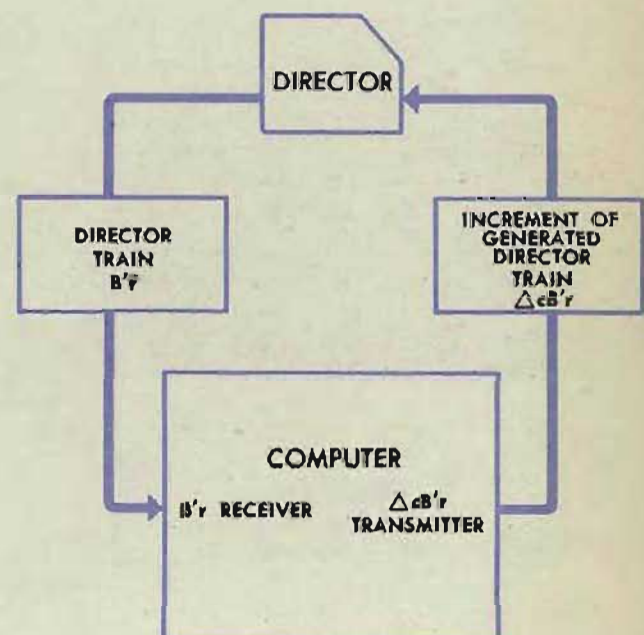 DIRECTOR
DIRECTOR
TRAIN
B'r
INCREMENT OF
GENERATED
DIRECTOR
TRAIN
△cB'r
COMPUTER
B'r RECEIVER
△cB'r
TRANSMITTER